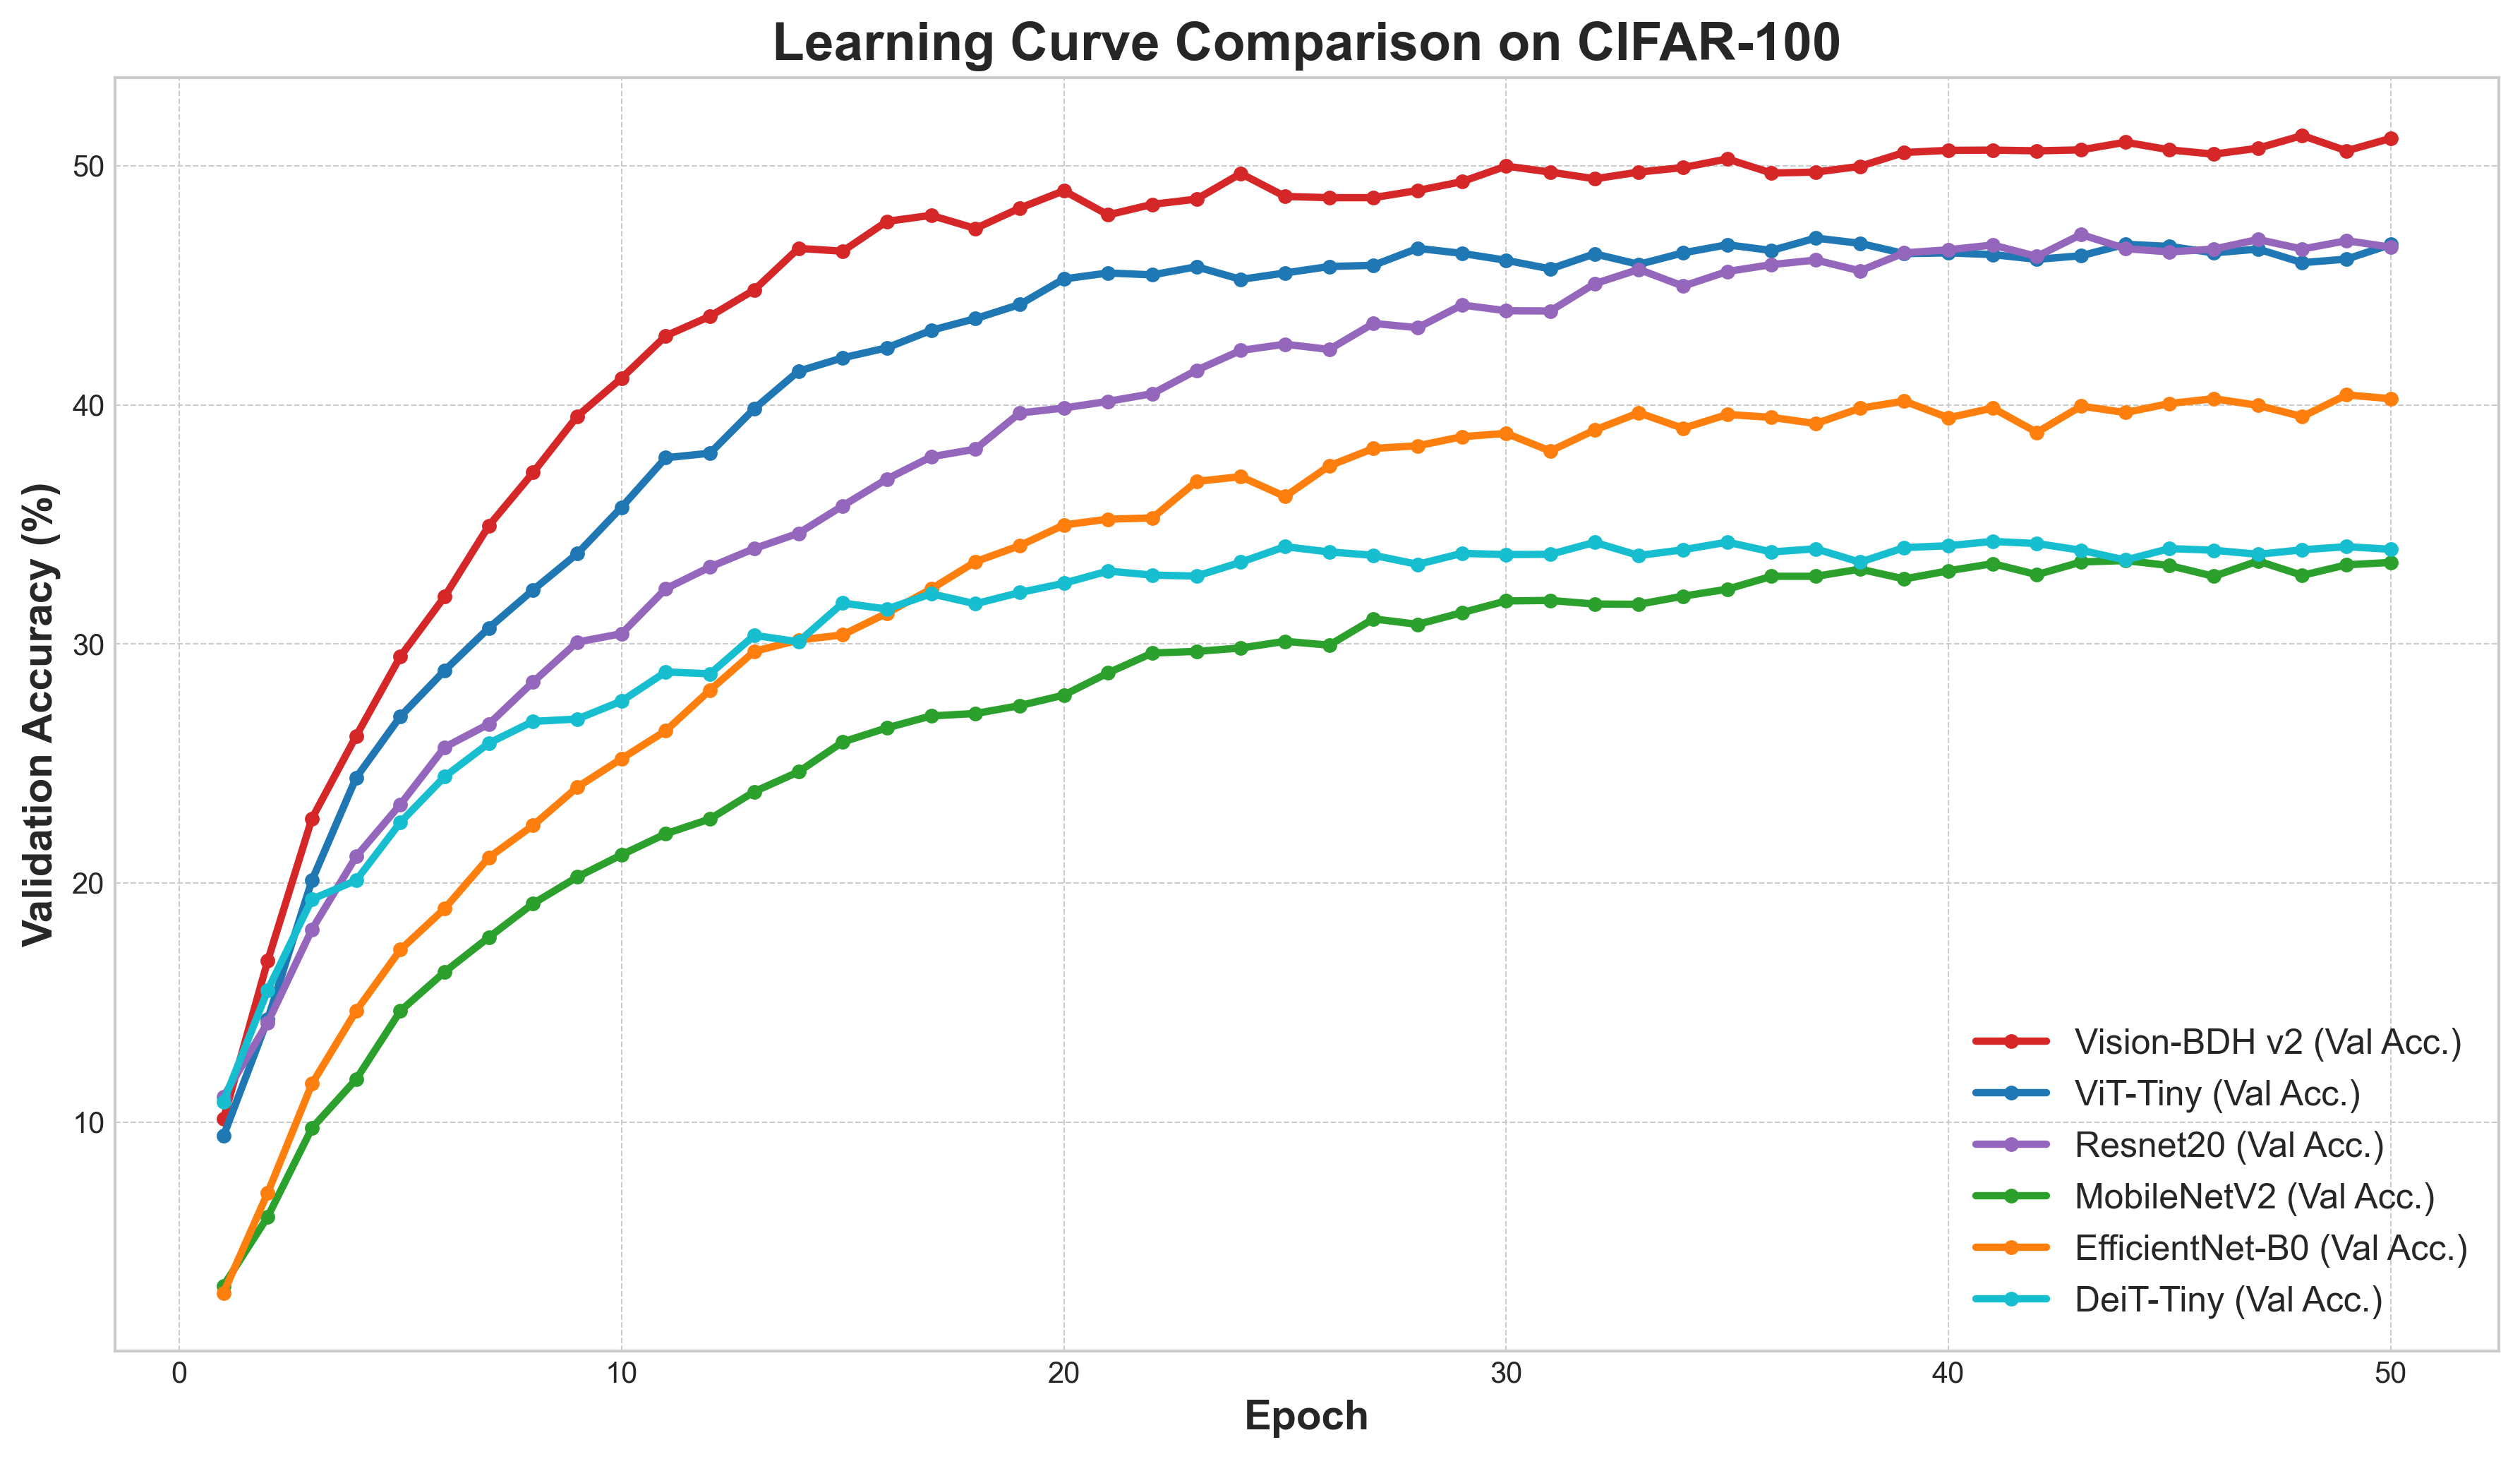 Learning Curve Comparison on CIFAR-100
Validation Accuracy (%)
50
40
30
20
10
0
10
20
30
40
50
Epoch
Vision-BDH v2 (Val Acc.)
ViT-Tiny (Val Acc.)
Resnet20 (Val Acc.)
MobileNetV2 (Val Acc.)
EfficientNet-B0 (Val Acc.)
DeiT-Tiny (Val Acc.)